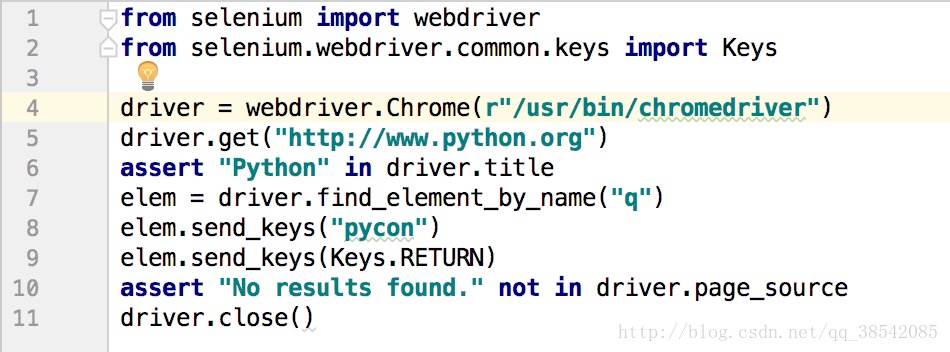 1 from selenium import webdriver
2 from selenium.webdriver.common.keys import Keys
3
4 driver = webdriver.Chrome(r"/usr/bin/chromedriver")
5 driver.get("http://www.python.org")
6 assert "Python" in driver.title
7 elem = driver.find_element_by_name("q")
8 elem.send_keys("pycon")
9 elem.send_keys(Keys.RETURN)
10 assert "No results found." not in driver.page_source
11 driver.close()
http://blog.csdn.net/qq_38542085